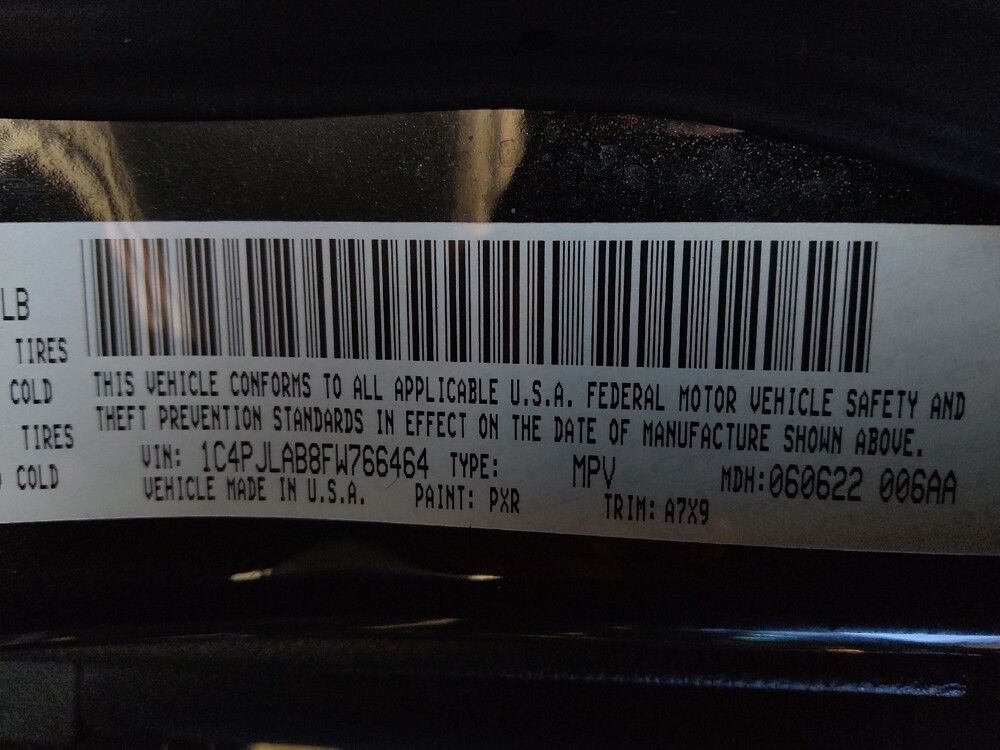 LB
TIRES
COLD
TIRES
COLD
THIS VEHICLE CONFORMS TO ALL APPLICABLE U.S.A. FEDERAL MOTOR VEHICLE SAFETY AND
THEFT PREVENTION STANDARDS IN EFFECT ON THE DATE OF MANUFACTURE SHOWN ABOVE.
VIN: 1C4PJLAB8FW766464 TYPE: MPV MDH:060622 006AA
VEHICLE MADE IN U.S.A. PAINT: PXR TRIM: A7X9